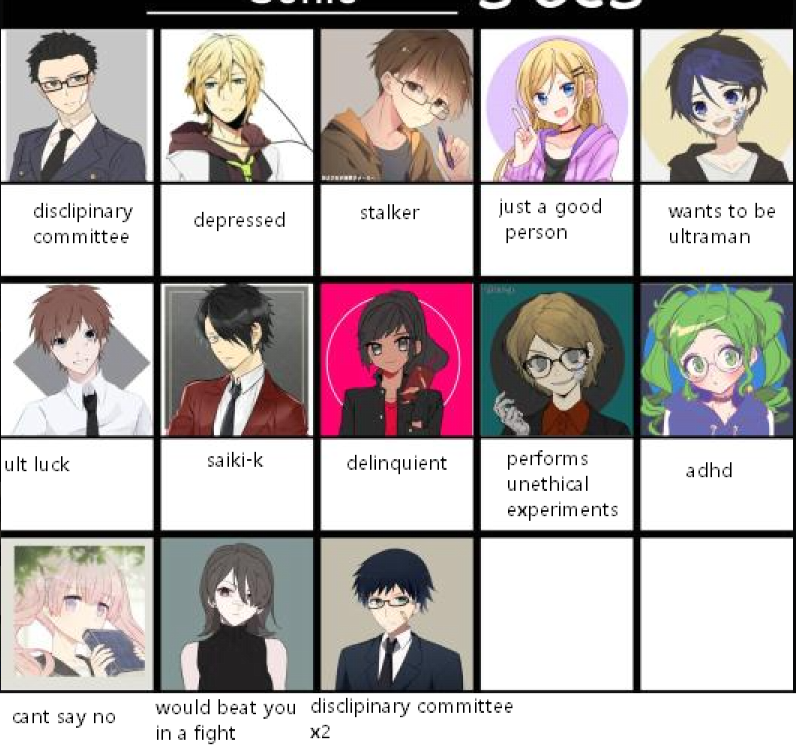 disclipinary
committee
depressed
stalker
just a good
person
wants to be
ultraman
ult luck
saiki-k
delinquient
performs
unethical
experiments
adhd
cant say no
would beat you
in a fight
disclipinary committee
x2